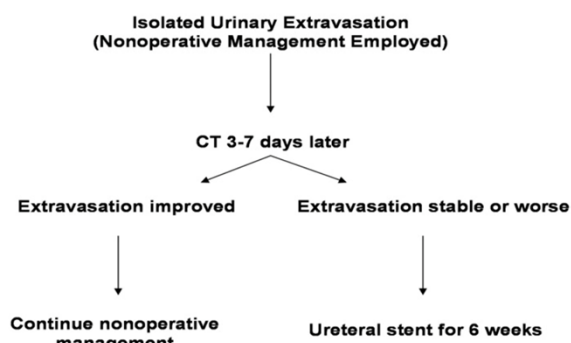 Isolated Urinary Extravasation
(Nonoperative Management Employed)
CT 3-7 days later
Extravasation improved
Extravasation stable or worse
Continue nonoperative
management
Ureteral stent for 6 weeks